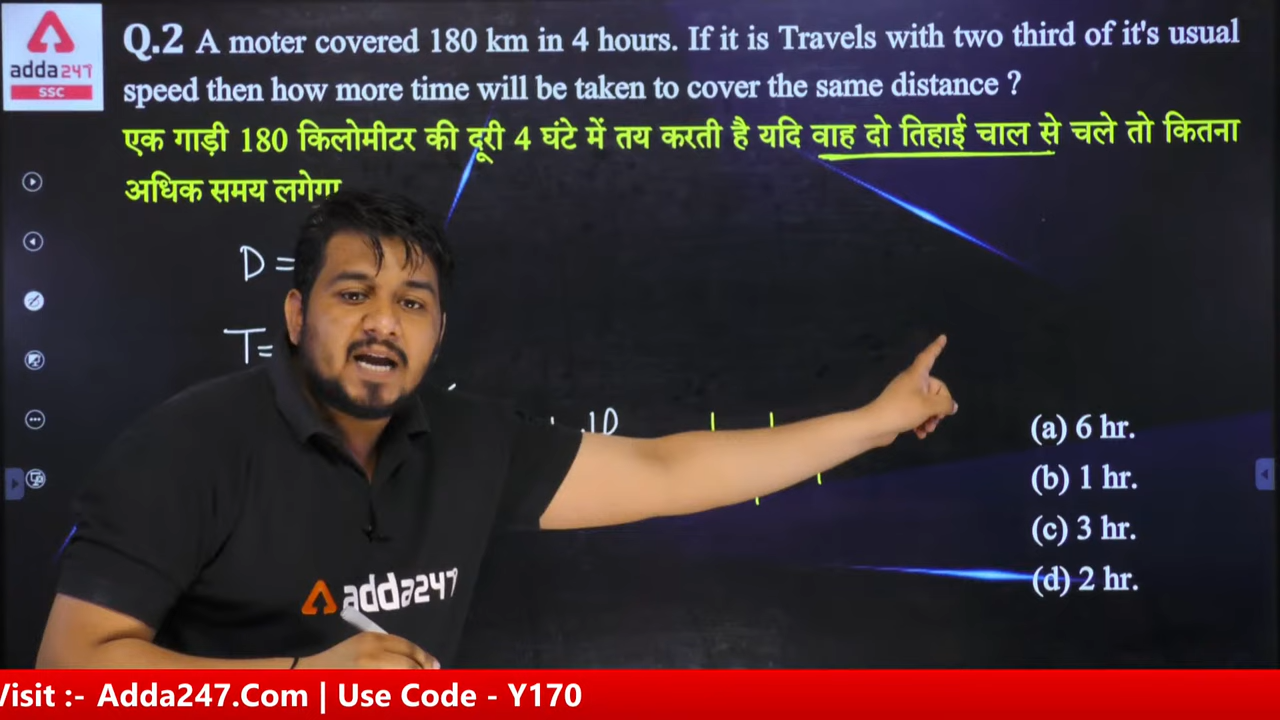 adda247
SSC
Q.2 A moter covered 180 km in 4 hours. If it is Travels with two third of it's usual
speed then how more time will be taken to cover the same distance ?
एक गाड़ी 180 किलोमीटर की दूरी 4 घंटे में तय करती है यदि वाह दो तिहाई चाल से चले तो कितना
अधिक समय लगेगा
D =
T=
10
(a) 6 hr.
(b) 1 hr.
(c) 3 hr.
(d) 2 hr.
adda247
Visit :- Adda247.Com | Use Code - Y170